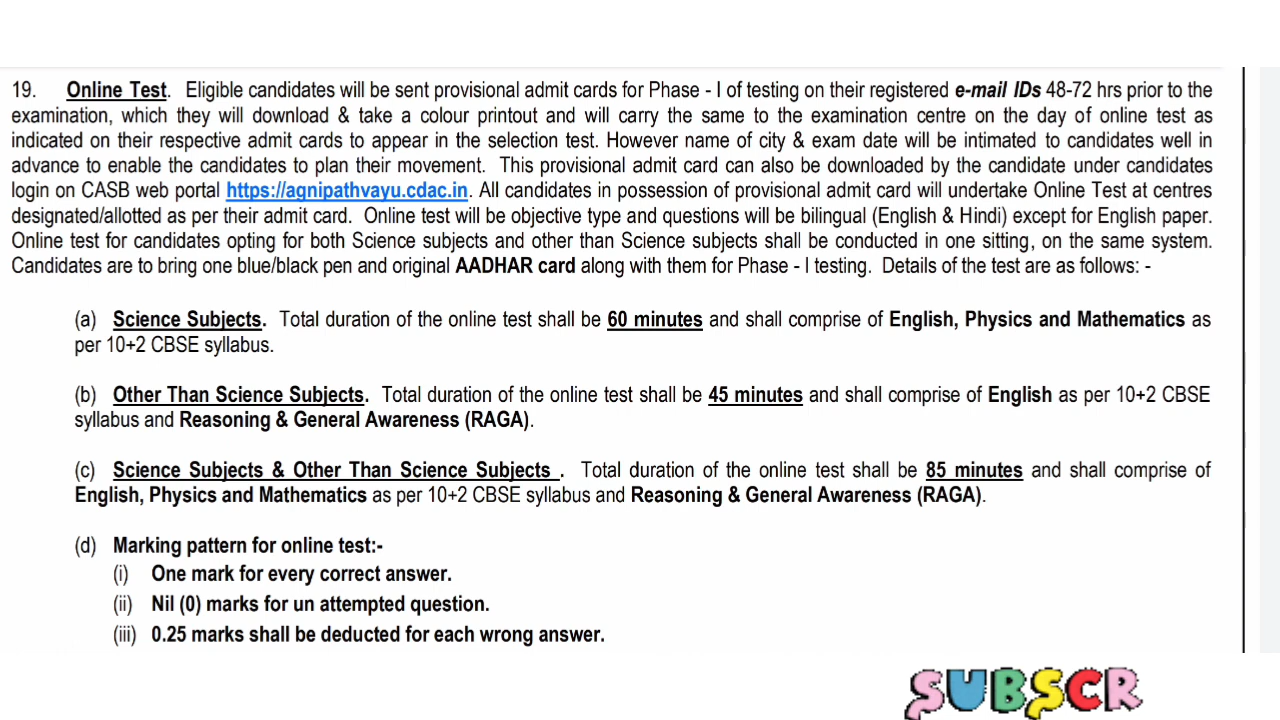 19. Online Test. Eligible candidates will be sent provisional admit cards for Phase - I of testing on their registered e-mail IDs 48-72 hrs prior to the
examination, which they will download & take a colour printout and will carry the same to the examination centre on the day of online test as
indicated on their respective admit cards to appear in the selection test. However name of city & exam date will be intimated to candidates well in
advance to enable the candidates to plan their movement. This provisional admit card can also be downloaded by the candidate under candidates
login on CASB web portal https://agnipathvayu.cdac.in. All candidates in possession of provisional admit card will undertake Online Test at centres
designated/allotted as per their admit card. Online test will be objective type and questions will be bilingual (English & Hindi) except for English paper.
Online test for candidates opting for both Science subjects and other than Science subjects shall be conducted in one sitting, on the same system.
Candidates are to bring one blue/black pen and original AADHAR card along with them for Phase - I testing. Details of the test are as follows: -
(a) Science Subjects. Total duration of the online test shall be 60 minutes and shall comprise of English, Physics and Mathematics as
per 10+2 CBSE syllabus.
(b) Other Than Science Subjects. Total duration of the online test shall be 45 minutes and shall comprise of English as per 10+2 CBSE
syllabus and Reasoning & General Awareness (RAGA).
(c) Science Subjects & Other Than Science Subjects . Total duration of the online test shall be 85 minutes and shall comprise of
English, Physics and Mathematics as per 10+2 CBSE syllabus and Reasoning & General Awareness (RAGA).
(d) Marking pattern for online test:-
(i) One mark for every correct answer.
(ii) Nil (0) marks for un attempted question.
(iii) 0.25 marks shall be deducted for each wrong answer.
SUBSCR